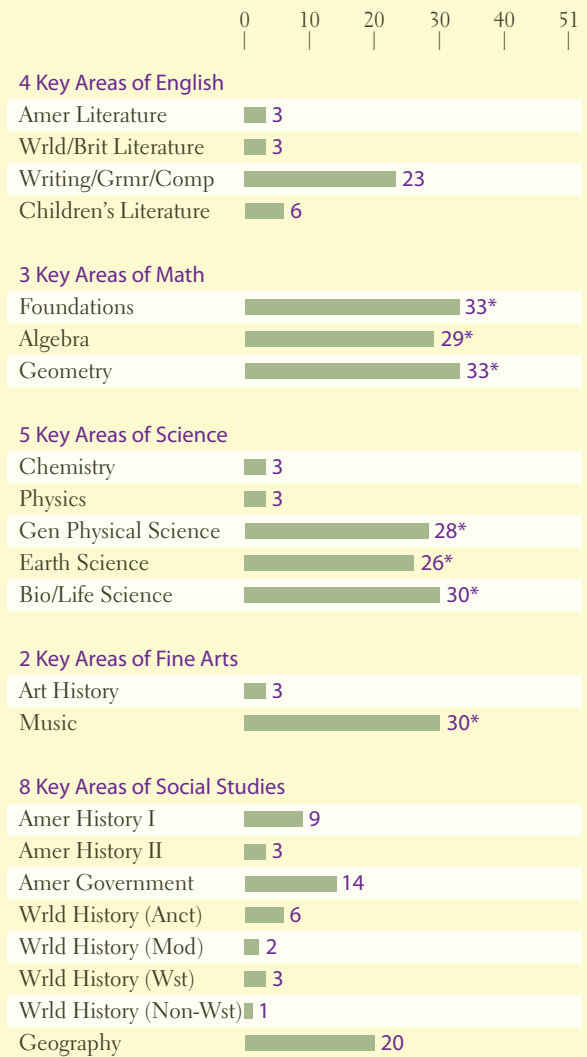 0 10 20 30 40 51
4 Key Areas of English
Amer Literature 3
Wrld/Brit Literature 3
Writing/Grmr/Comp 23
Children's Literature 6
3 Key Areas of Math
Foundations 33*
Algebra 29*
Geometry 33*
5 Key Areas of Science
Chemistry 3
Physics 3
Gen Physical Science 28*
Earth Science 26*
Bio/Life Science 30*
2 Key Areas of Fine Arts
Art History 3
Music 30*
8 Key Areas of Social Studies
Amer History I 9
Amer History II 3
Amer Government 14
Wrld History (Anct) 6
Wrld History (Mod) 2
Wrld History (Wst) 3
Wrld History (Non-Wst) 1
Geography 20